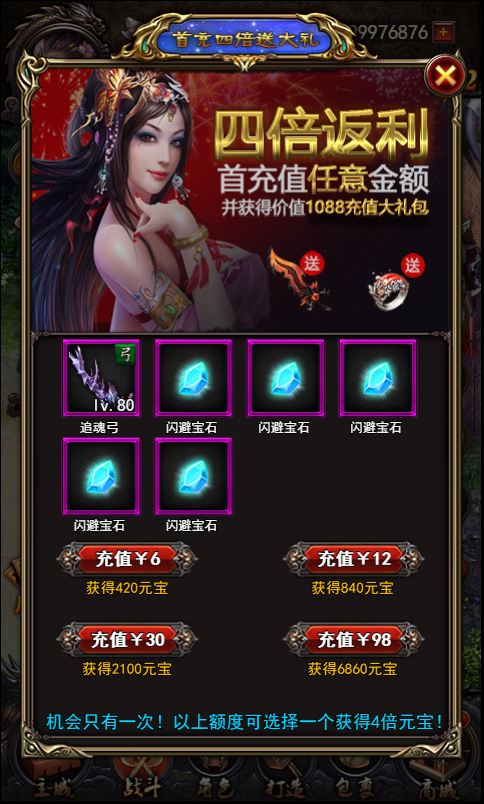 首充四倍送大礼
29976876
四倍返利
首充值任意金额
并获得价值1088充值大礼包
送
送
弓
lv.80
追魂弓
闪避宝石
闪避宝石
闪避宝石
闪避宝石
闪避宝石
充值￥6
充值￥12
获得420元宝
获得840元宝
充值￥30
充值￥98
获得2100元宝
获得6860元宝
机会只有一次！以上额度可选择一个获得4倍元宝！
主城
战斗
角色
打造
包裹
商城